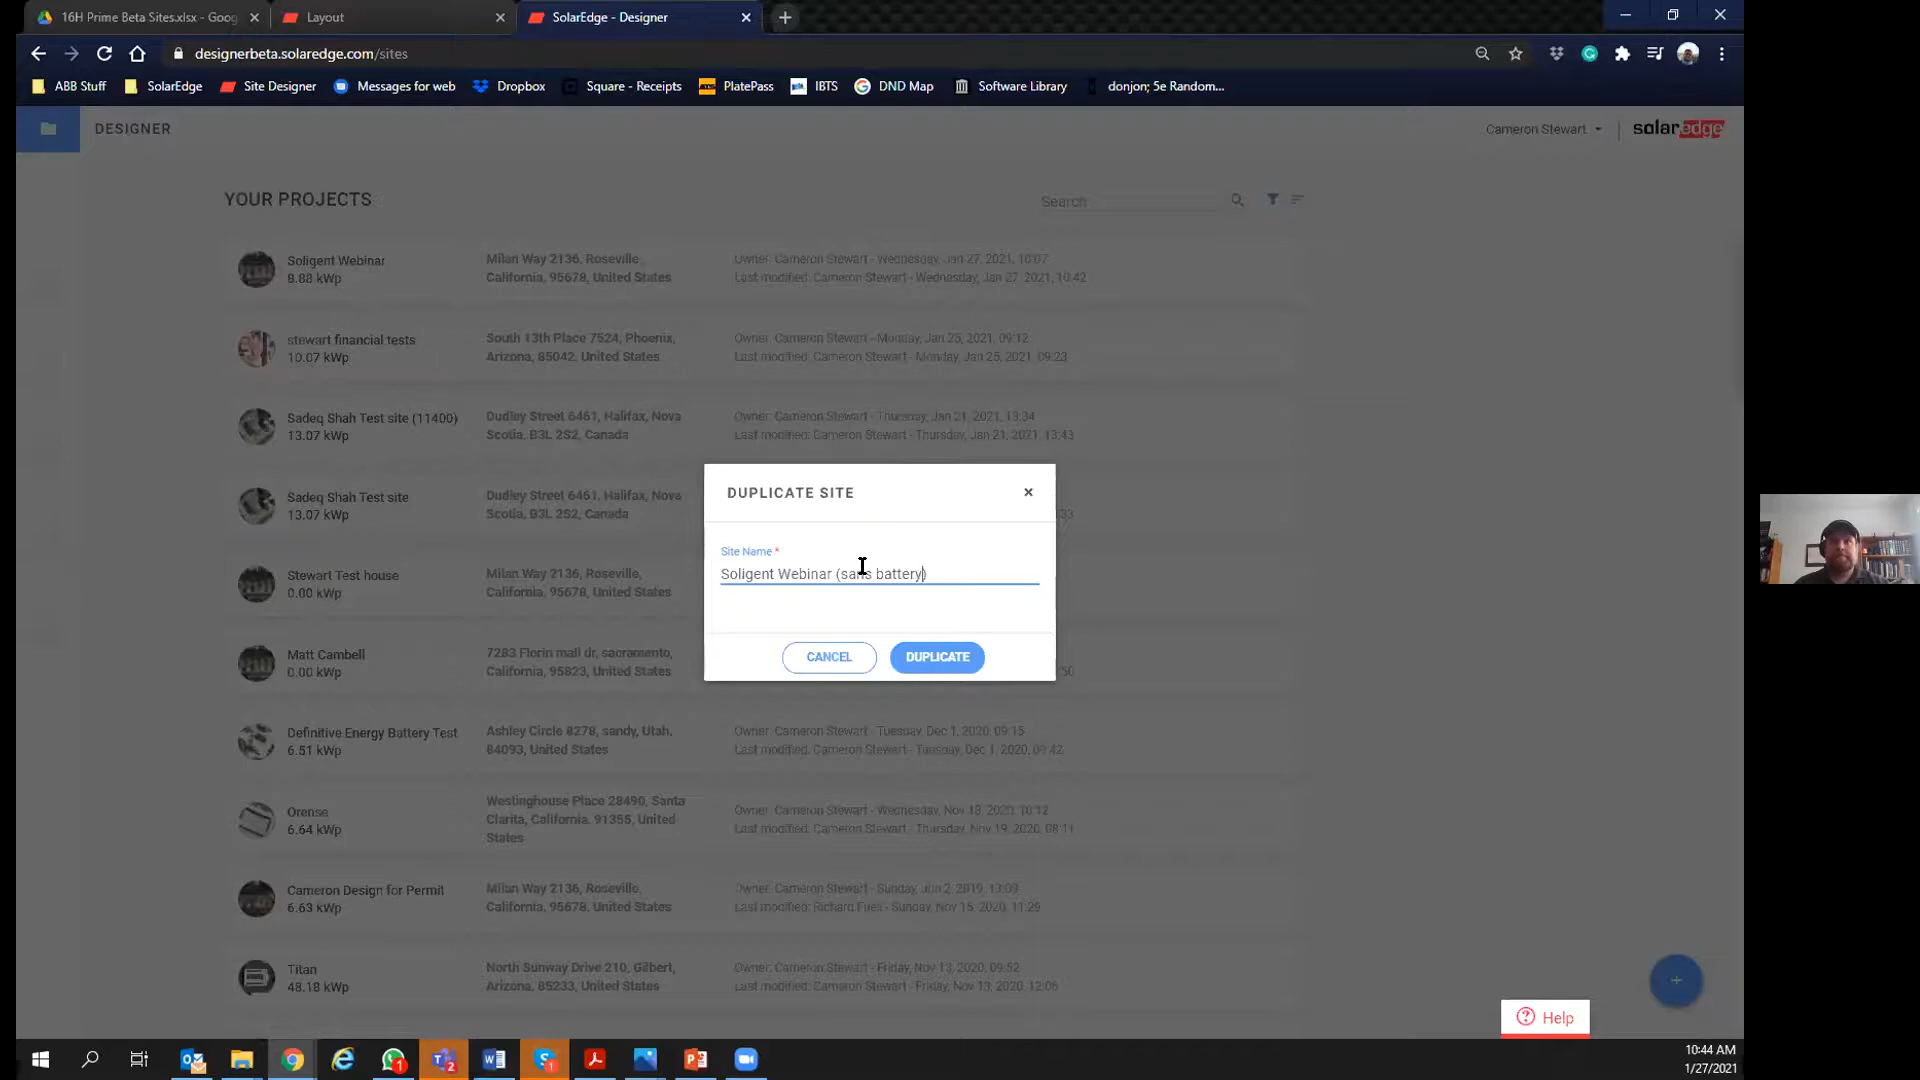 16H Prime Beta Sites.xlsx - Goog
Layout
SolarEdge - Designer
designerbeta.solaredge.com/sites
ABB Stuff
SolarEdge
Site Designer
Messages for web
Dropbox
Square - Receipts
PlatePass
IBTS
DND Map
Software Library
donjon; 5e Random...
DESIGNER
Cameron Stewart
solaredge
YOUR PROJECTS
Search
Soligent Webinar
8.88 kWp
Milan Way 2136, Roseville,
California, 95678, United States
Owner: Cameron Stewart - Wednesday, Jan 27, 2021, 10:07
Last modified: Cameron Stewart - Wednesday, Jan 27, 2021, 10:42
stewart financial tests
10.07 kWp
South 13th Place 7524, Phoenix,
Arizona, 85042, United States
Owner: Cameron Stewart - Monday, Jan 25, 2021, 09:12
Last modified: Cameron Stewart - Monday, Jan 25, 2021, 09:23
Sadeq Shah Test site (11400)
13.07 kWp
Dudley Street 6461, Halifax, Nova
Scotia, B3L 2S2, Canada
Owner: Cameron Stewart - Thursday, Jan 21, 2021, 13:34
Last modified: Cameron Stewart - Thursday, Jan 21, 2021, 13:43
Sadeq Shah Test site
13.07 kWp
Dudley Street 6461, Halifax, Nova
Scotia, B3L 2S2, Canada
Stewart Test house
0.00 kWp
Milan Way 2136, Roseville,
California, 95678, United States
Matt Cambell
0.00 kWp
7283 Florin mall dr, sacramento,
California, 95823, United States
DUPLICATE SITE
Site Name *
Soligent Webinar (sans battery)
CANCEL
DUPLICATE
Definitive Energy Battery Test
6.51 kWp
Ashley Circle 8278, sandy, Utah,
84093, United States
Owner: Cameron Stewart - Tuesday, Dec 1, 2020, 09:15
Last modified: Cameron Stewart - Tuesday, Dec 1, 2020, 09:42
Orense
6.64 kWp
Westinghouse Place 28490, Santa
Clarita, California, 91355, United
States
Owner: Cameron Stewart - Wednesday, Nov 18, 2020, 10:12
Last modified: Cameron Stewart - Thursday, Nov 19, 2020, 08:11
Cameron Design for Permit
6.63 kWp
Milan Way 2136, Roseville,
California, 95678, United States
Owner: Cameron Stewart - Sunday, Jun 2, 2019, 13:09
Last modified: Richard Fues - Sunday, Nov 15, 2020, 11:29
Titan
48.18 kWp
North Sunway Drive 210, Gilbert,
Arizona, 85233, United States
Owner: Cameron Stewart - Friday, Nov 13, 2020, 09:52
Last modified: Cameron Stewart - Friday, Nov 13, 2020, 12:06
Help
10:44 AM
1/27/2021